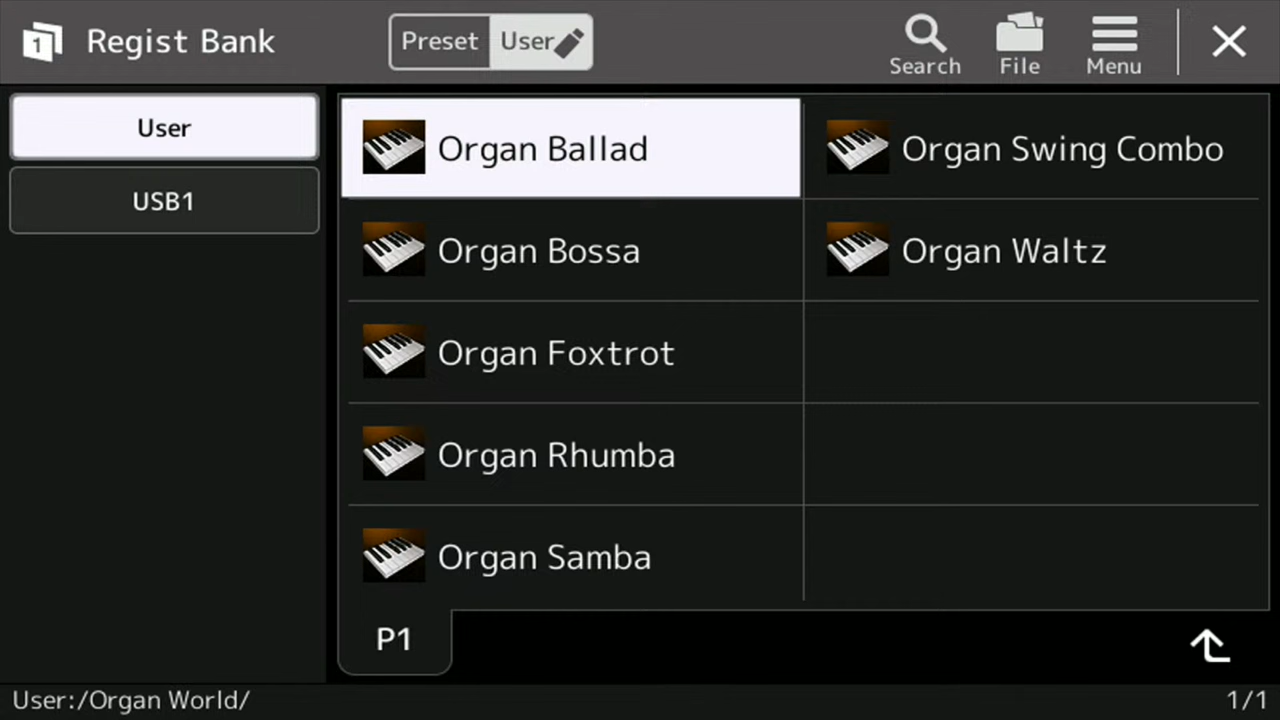 1 Regist Bank
Preset User
Search File Menu
User
USB1
Organ Ballad
Organ Bossa
Organ Foxtrot
Organ Rhumba
Organ Samba
Organ Swing Combo
Organ Waltz
P1
User:/Organ World/
1/1